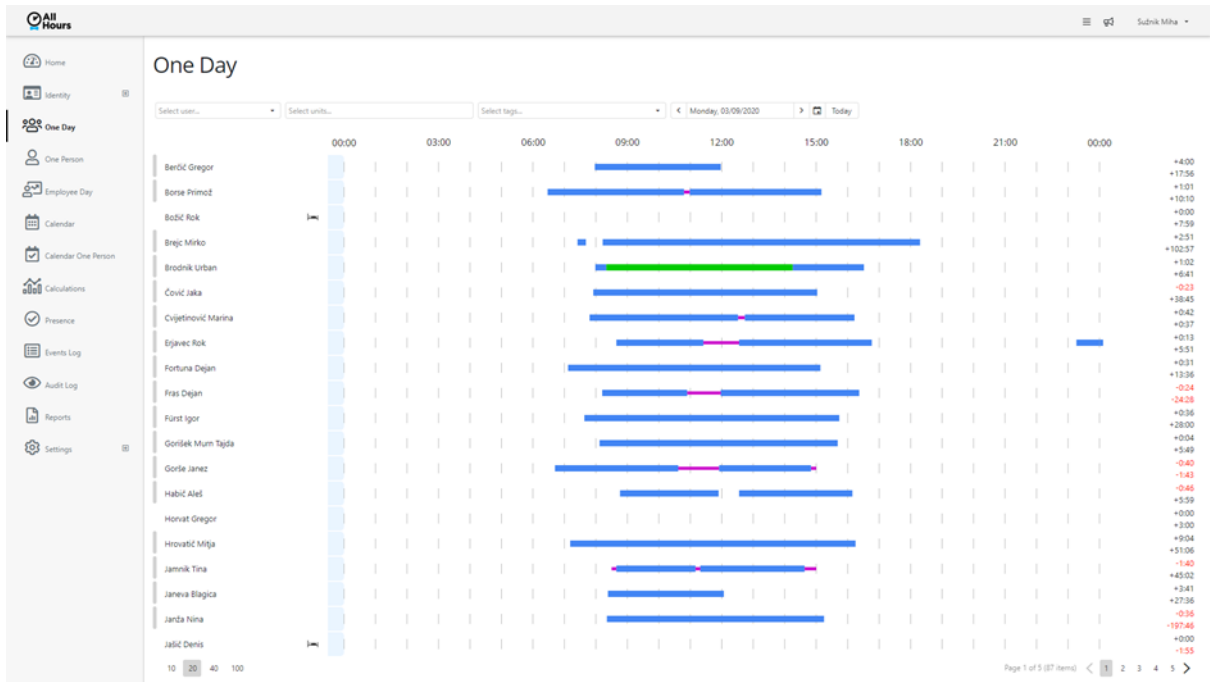 All
Hours
Sužnik Miha
Home
Identity
One Day
One Person
Employee Day
Calendar
Calendar One Person
Calculations
Presence
Events Log
Audit Log
Reports
Settings
One Day
Select user... Select units... Select tags... Monday, 03/09/2020 Today
00:00 03:00 06:00 09:00 12:00 15:00 18:00 21:00 00:00
Berčič Gregor +4:00
+17:56
Borse Primož +1:01
+10:10
Božič Rok +0:00
+7:59
Brejc Mirko +2:51
+102:57
Brodnik Urban +1:02
+6:41
Čović Jaka -0:23
+38:45
Cvijetinović Marina +0:42
+0:37
Erjavec Rok +0:13
+5:51
Fortuna Dejan +0:31
+13:36
Fras Dejan -0:24
-24:28
Fürst Igor +0:36
+28:00
Gorišek Mum Tajda +0:04
+5:49
Gorše Janez -0:40
-1:43
Habič Aleš -0:46
+5:59
Horvat Gregor +0:00
+3:00
Hrovatič Mitja +9:04
+51:06
Jamnik Tina -1:40
+45:02
Janeva Blagica +3:41
+27:36
Jarda Nina -0:36
-197:46
Jašič Denis +0:00
-1:55
10 20 40 100
Page 1 of 5 (87 items) 1 2 3 4 5